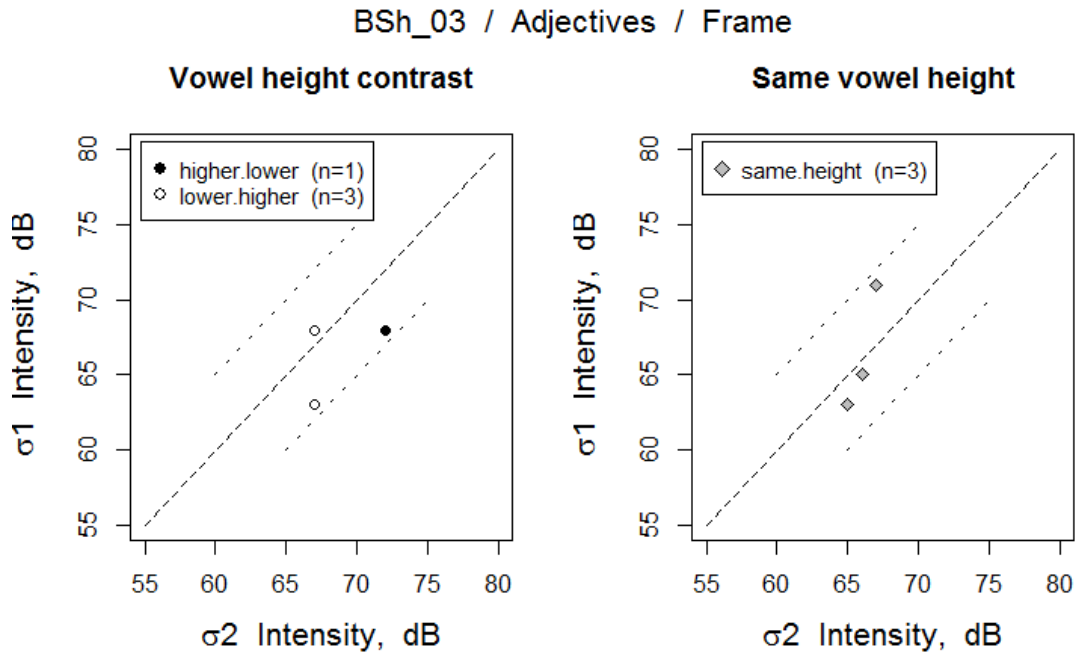 BSh_03 / Adjectives / Frame
Vowel height contrast
higher.lower (n=1)
lower.higher (n=3)
80
75
70
65
60
55
σ1 Intensity, dB
55 60 65 70 75 80
σ2 Intensity, dB
Same vowel height
same.height (n=3)
80
75
70
65
60
55
σ1 Intensity, dB
55 60 65 70 75 80
σ2 Intensity, dB